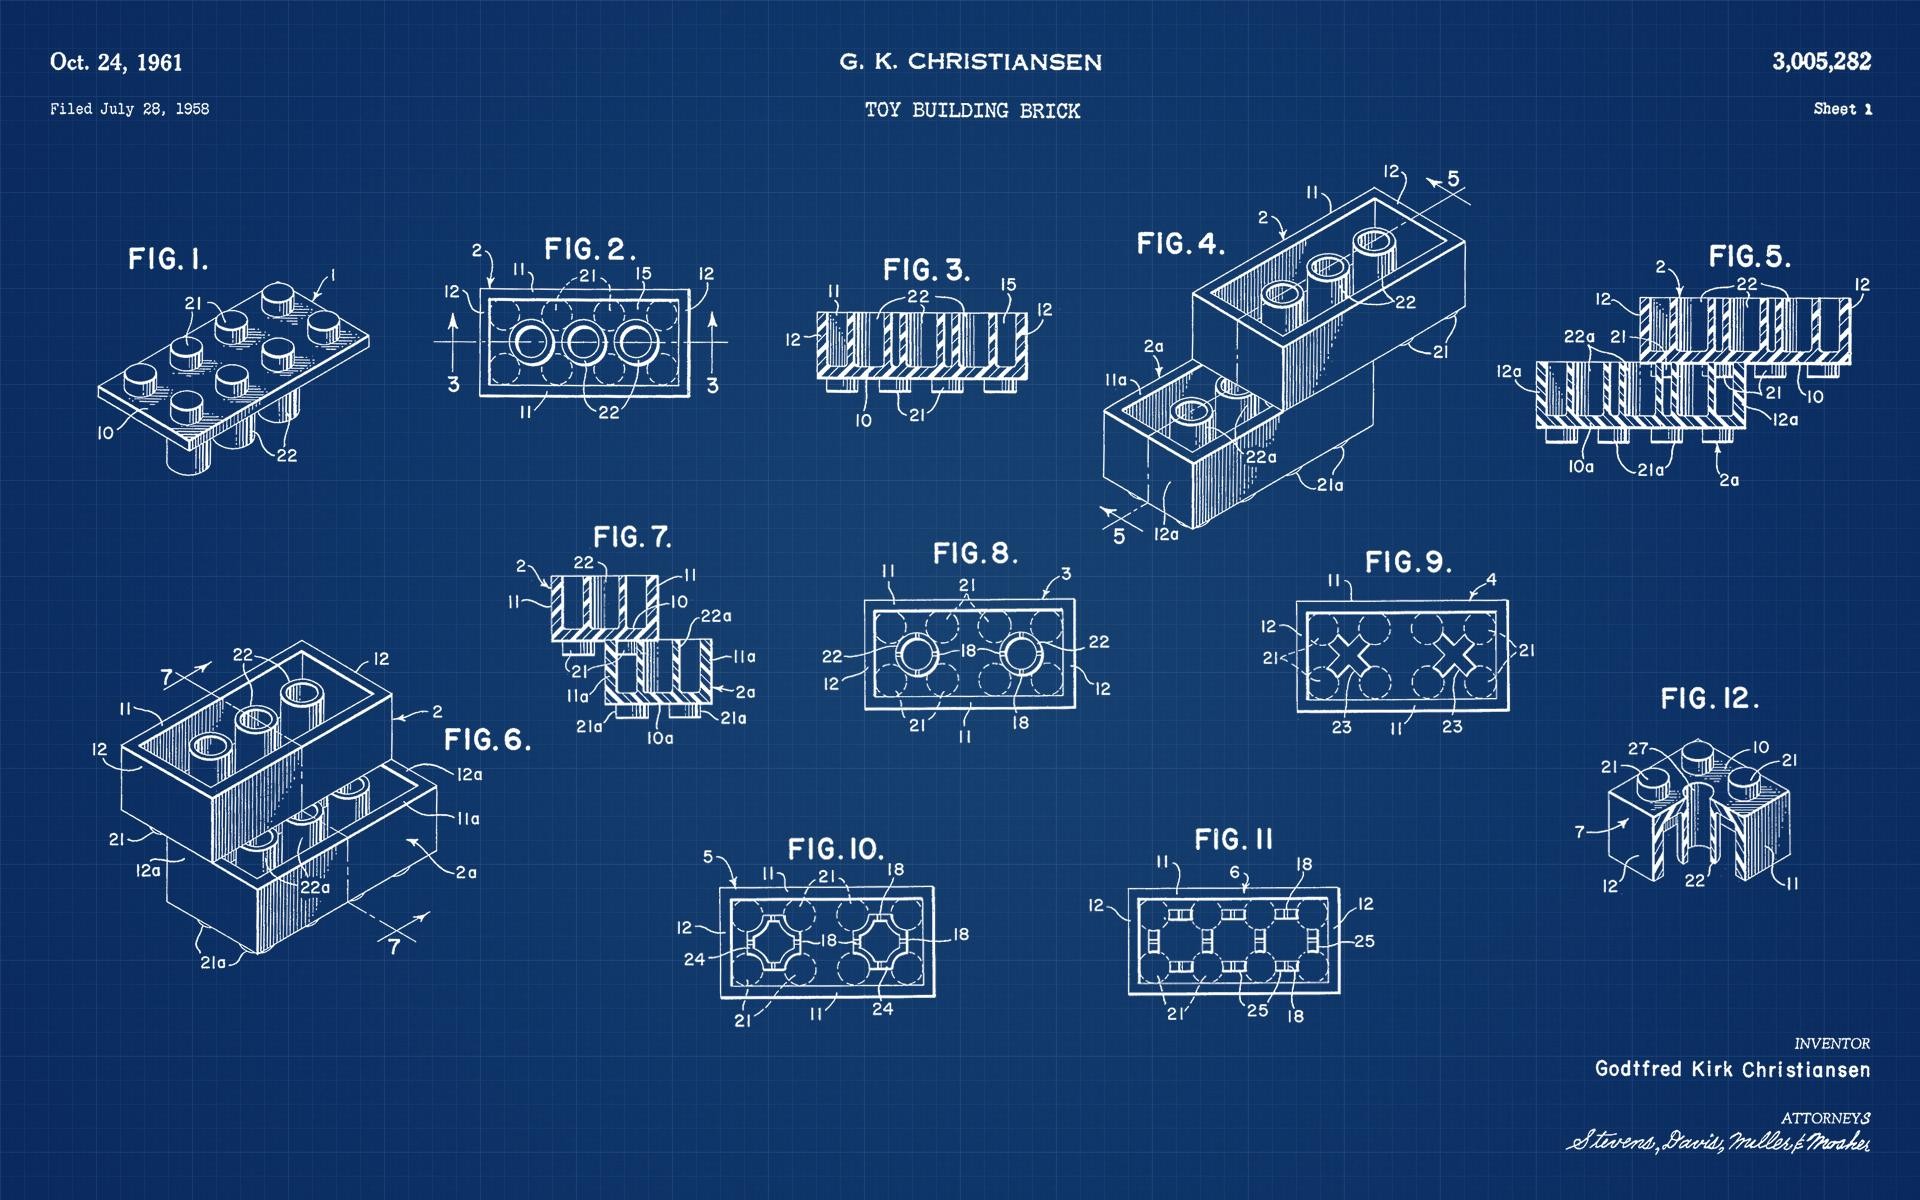 Oct. 24, 1961
G. K. CHRISTIANSEN
3,005,282
Filed July 28, 1958
TOY BUILDING BRICK
Sheet 1
FIG. 1.
1
21
10
22
FIG. 2.
2
11
21
15
12
12
3
3
11
22
FIG. 3.
11
22
15
12
12
10
21
FIG. 4.
12
5
11
2
22
21
2a
11a
22a
21a
5
12a
FIG. 5.
2
22
12
12
22a
21
12a
21
10
12a
10a
21a
2a
FIG. 7.
2
22
11
11
10
22a
11a
21
11a
2a
21a
10a
21a
FIG. 8.
11
21
3
22
18
22
12
12
21
11
18
FIG. 9.
11
4
12
21
21
23
11
23
FIG. 6.
7
22
12
11
2
12
12a
11a
21
12a
22a
2a
21a
7
FIG. 12.
27
10
21
21
7
12
22
11
FIG. 10.
5
11
21
18
12
18
18
24
21
11
24
FIG. 11
11
6
18
12
12
25
21
25
18
INVENTOR
Godtfred Kirk Christiansen
ATTORNEYS
Stevens, Davis, Miller & Mosher